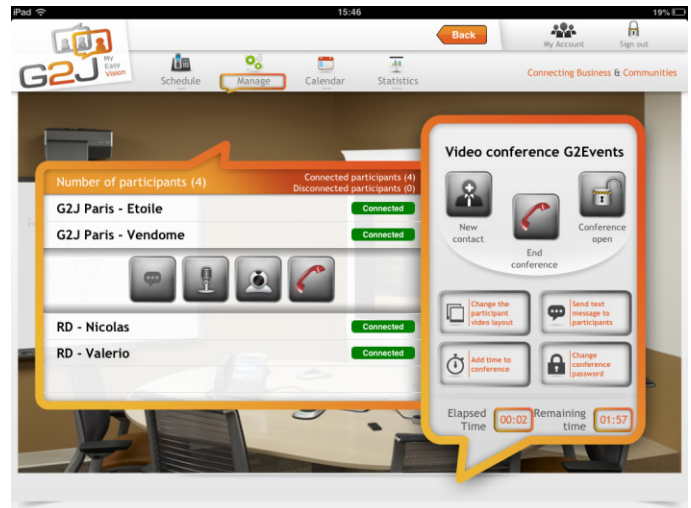 iPad
15:46
19%
G2J
My
Easy
Vision
Back
My Account
Sign out
Schedule
Manage
Calendar
Statistics
Connecting Business & Communities
Number of participants (4)
Connected participants (4)
Disconnected participants (0)
G2J Paris - Etoile
Connected
G2J Paris - Vendome
Connected
RD - Nicolas
Connected
RD - Valerio
Connected
Video conference G2Events
New
contact
End
conference
Conference
open
Change the
participant
video layout
Send text
message to
participants
Add time to
conference
Change
conference
password
Elapsed
Time
00:02
Remaining
time
01:57